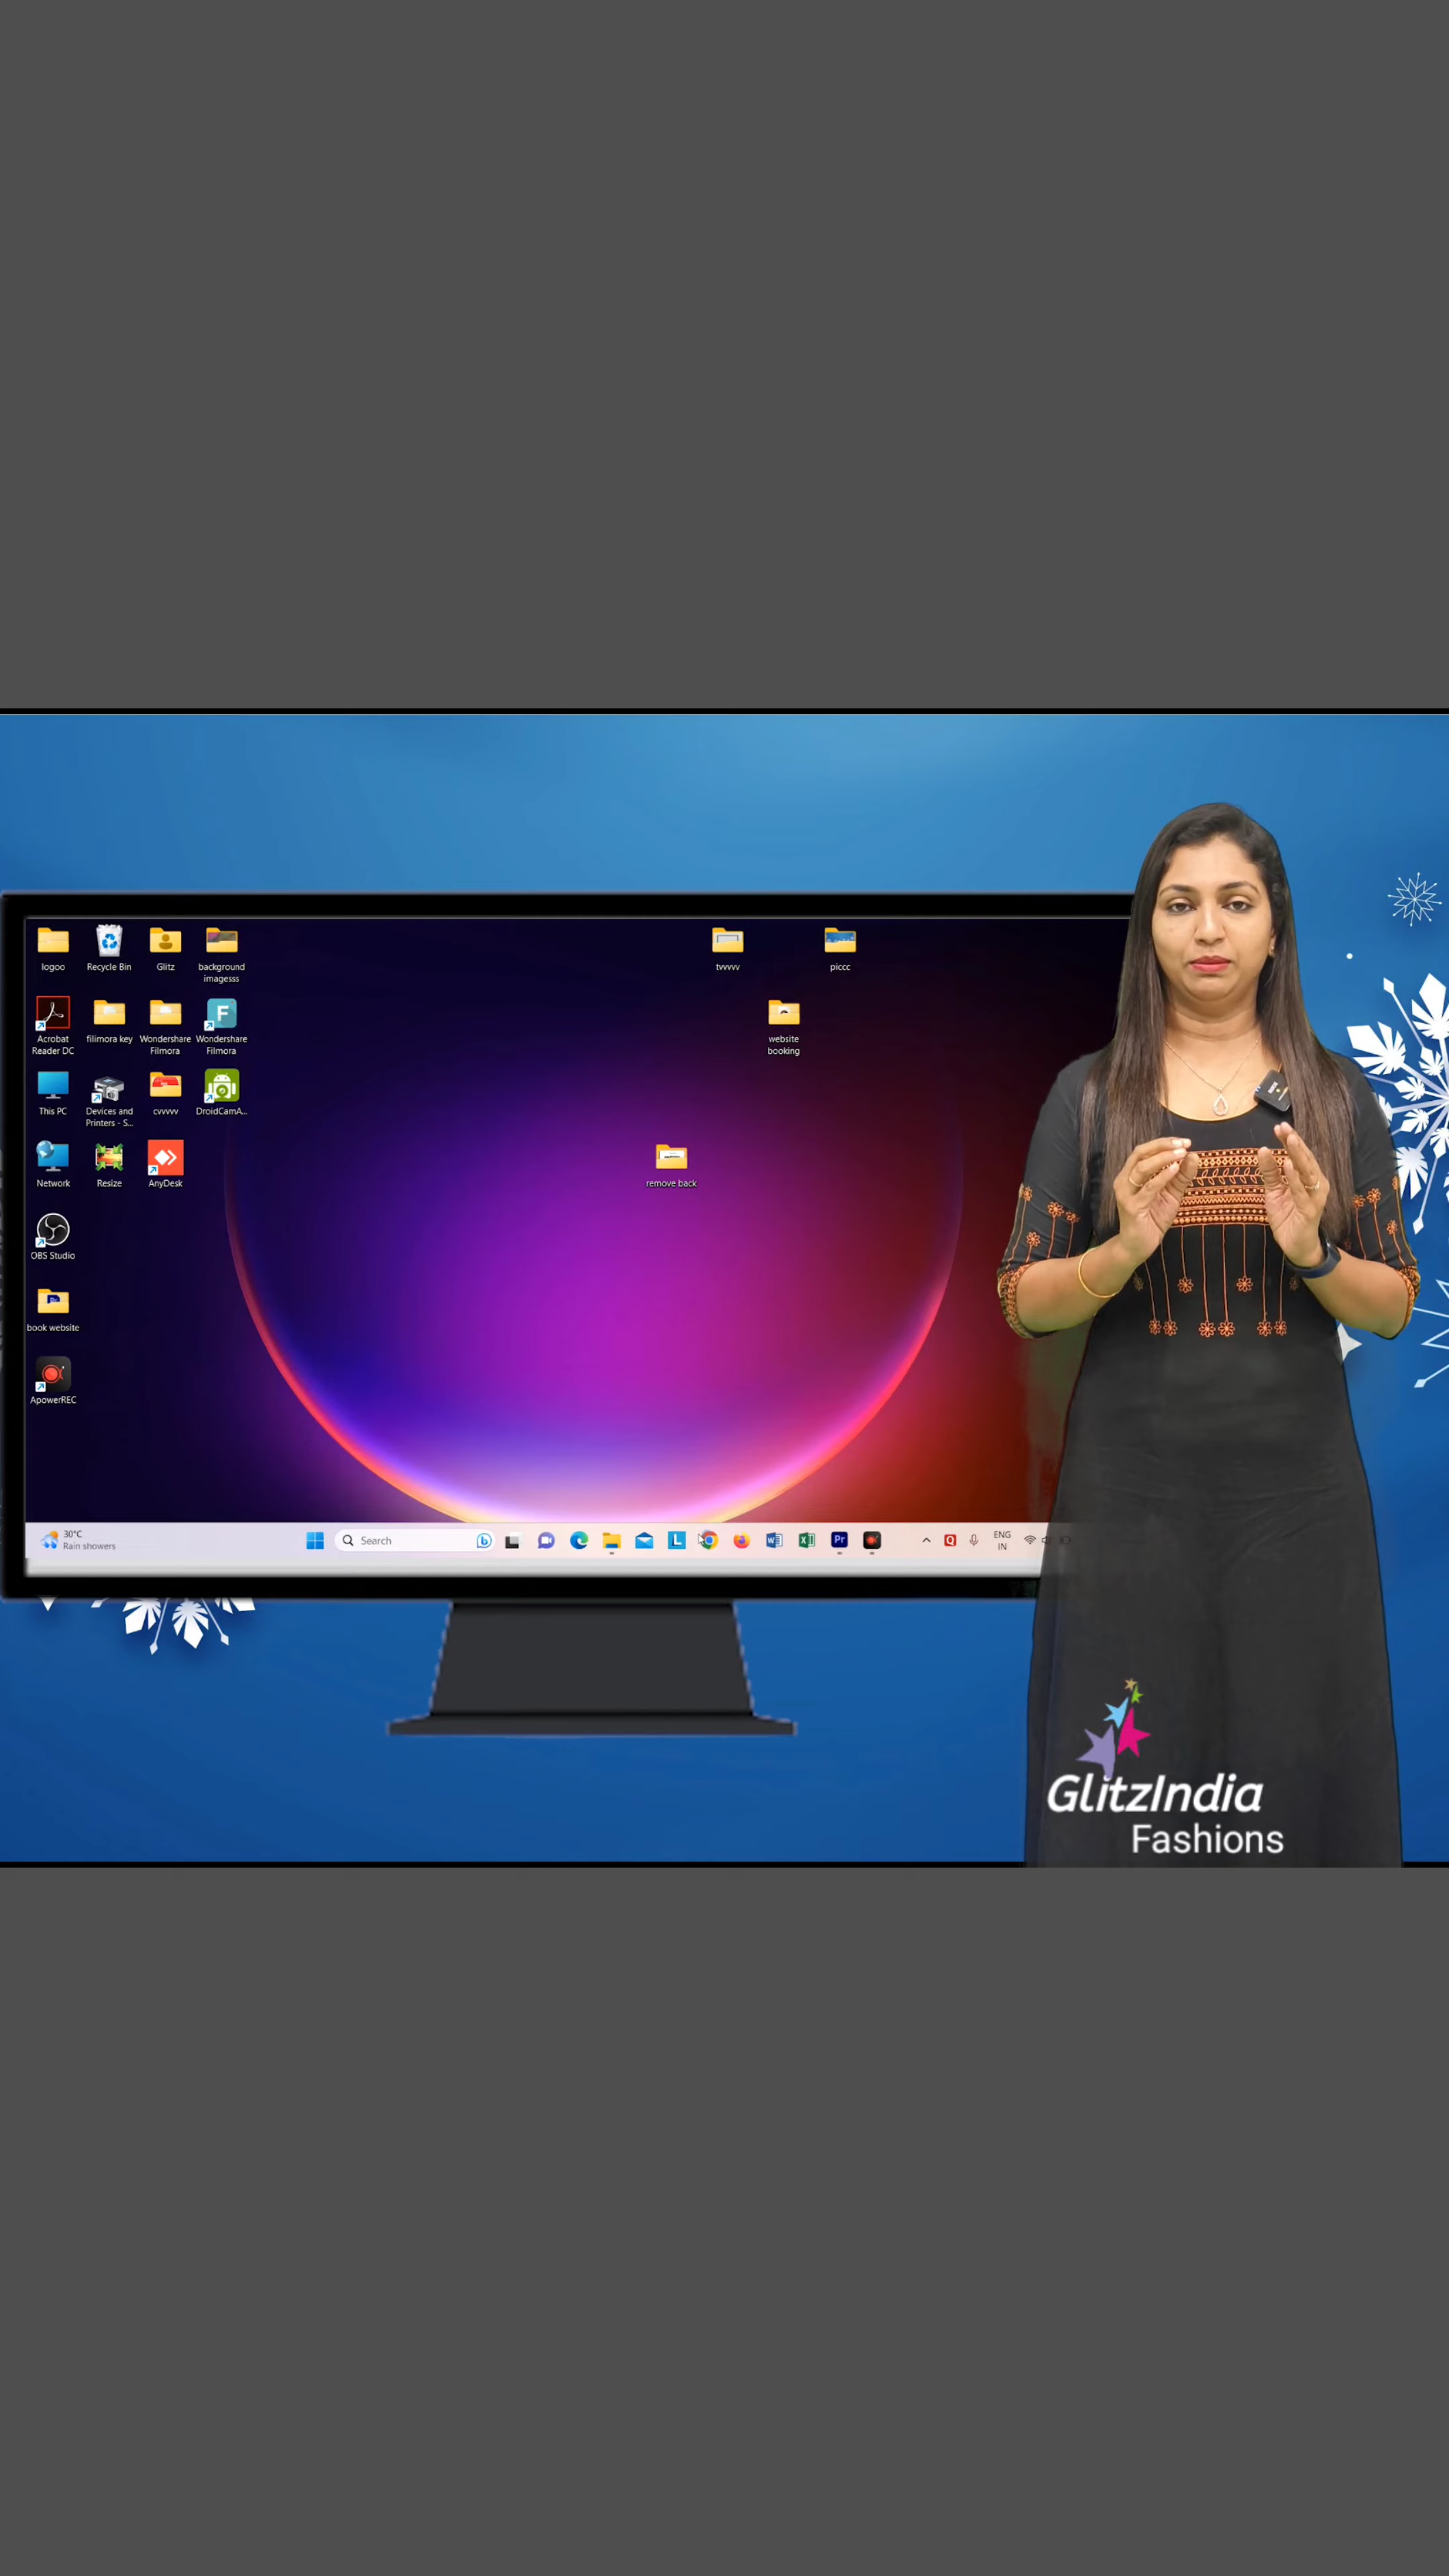 logoo
Recycle Bin
Glitz
background
imagesss
tvvvvv
piccc
Acrobat
Reader DC
filimora key
Wondershare
Filmora
Wondershare
Filmora
website
booking
This PC
Devices and
Printers - S...
cvvvvv
DroidCamA...
Network
Resize
AnyDesk
remove back
OBS Studio
book website
ApowerREC
30°C
Rain showers
Search
L
Pr
ENG
IN
GlitzIndia
Fashions